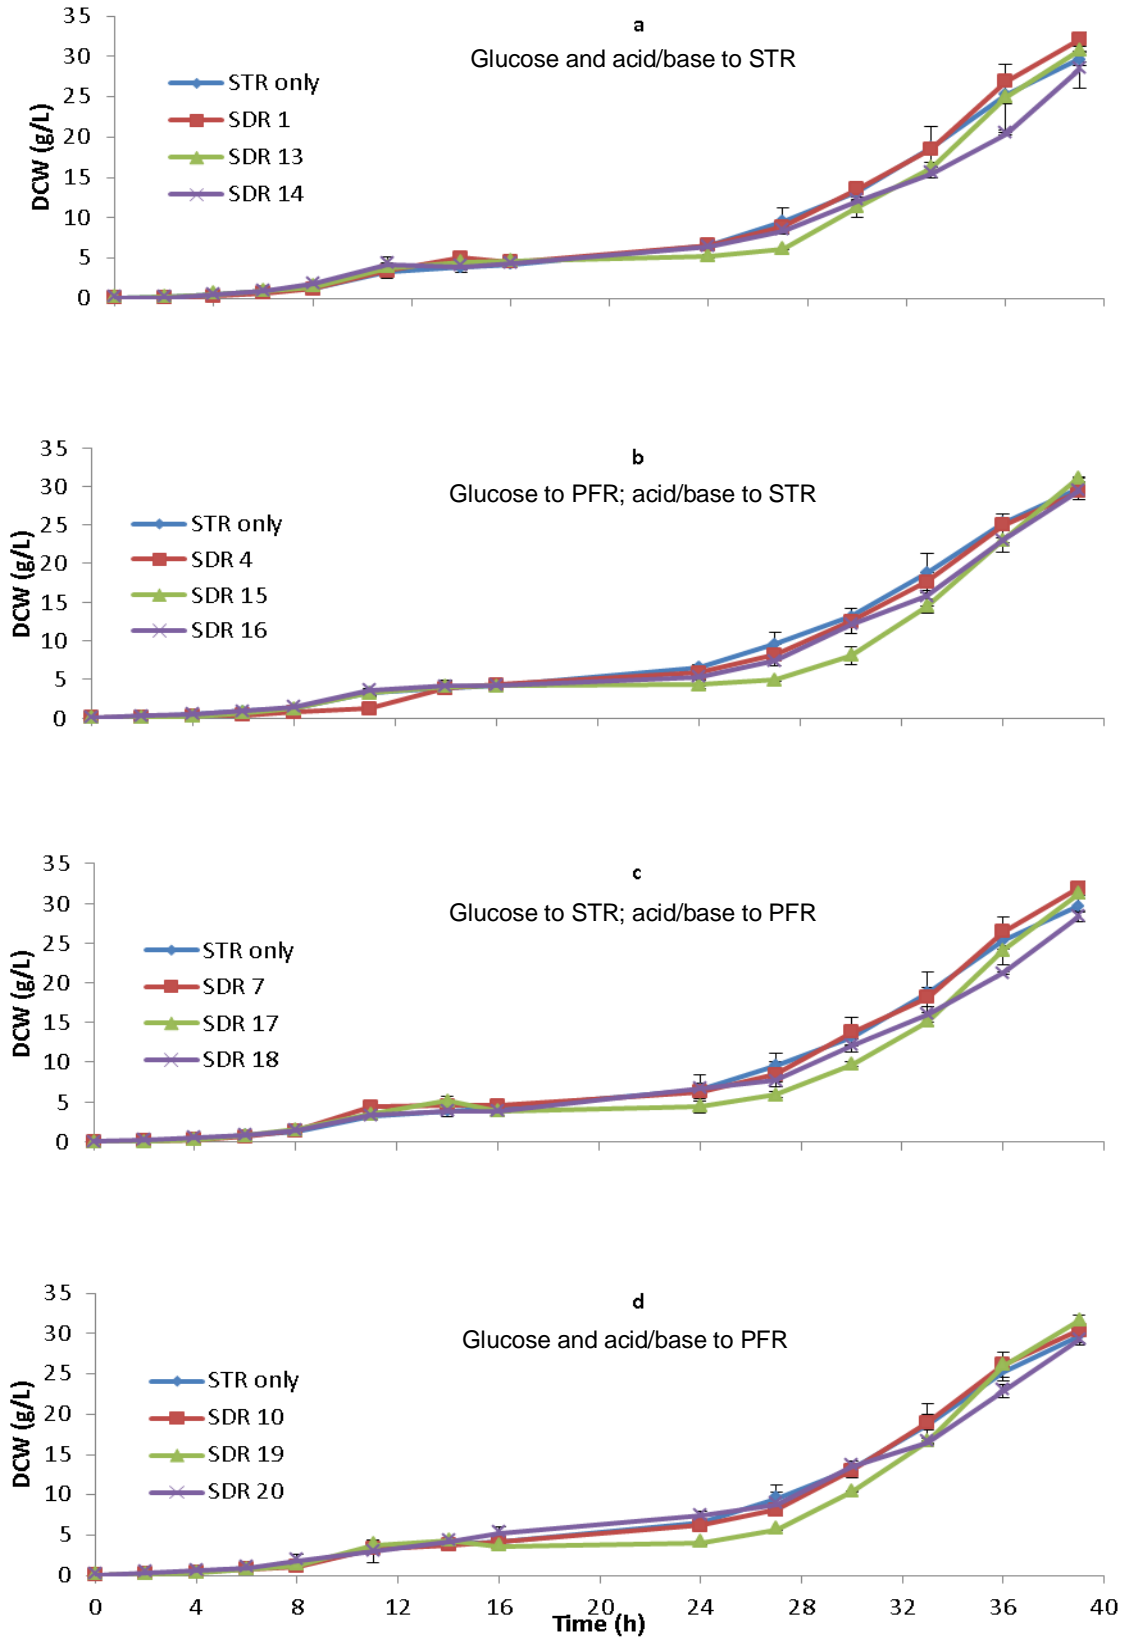 a
Glucose and acid/base to STR
35
30
25
20
15
10
5
0
DCW (g/L)
STR only
SDR 1
SDR 13
SDR 14
b
Glucose to PFR; acid/base to STR
35
30
25
20
15
10
5
0
DCW (g/L)
STR only
SDR 4
SDR 15
SDR 16
c
Glucose to STR; acid/base to PFR
35
30
25
20
15
10
5
0
DCW (g/L)
STR only
SDR 7
SDR 17
SDR 18
d
Glucose and acid/base to PFR
35
30
25
20
15
10
5
0
DCW (g/L)
STR only
SDR 10
SDR 19
SDR 20
0 4 8 12 16 20 24 28 32 36 40
Time (h)